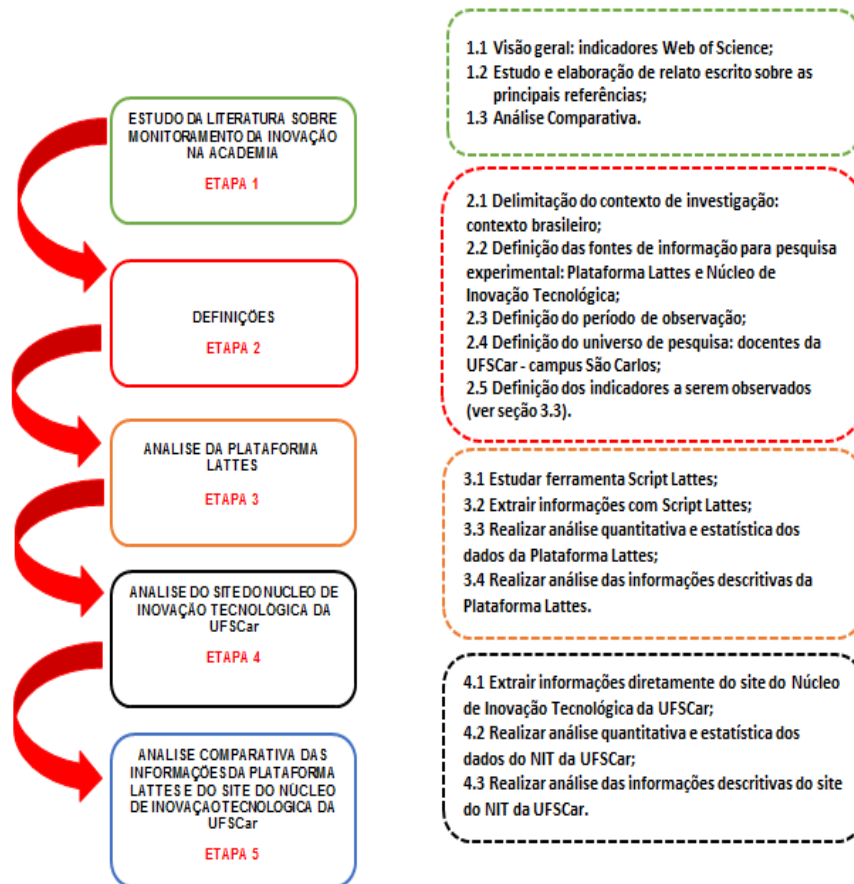 ESTUDO DA LITERATURA SOBRE
MONITORAMENTO DA INOVAÇÃO
NA ACADEMIA
ETAPA 1
1.1 Visão geral: indicadores Web of Science;
1.2 Estudo e elaboração de relato escrito sobre as
principais referências;
1.3 Análise Comparativa.
DEFINIÇÕES
ETAPA 2
2.1 Delimitação do contexto de investigação:
contexto brasileiro;
2.2 Definição das fontes de informação para pesquisa
experimental: Plataforma Lattes e Núcleo de
Inovação Tecnológica;
2.3 Definição do período de observação;
2.4 Definição do universo de pesquisa: docentes da
UFSCar - campus São Carlos;
2.5 Definição dos indicadores a serem observados
(ver seção 3.3).
ANALISE DA PLATAFORMA
LATTES
ETAPA 3
3.1 Estudar ferramenta Script Lattes;
3.2 Extrair informações com Script Lattes;
3.3 Realizar análise quantitativa e estatística dos
dados da Plataforma Lattes;
3.4 Realizar análise das informações descritivas da
Plataforma Lattes.
ANALISE DO SITE DO NUCLEO DE
INOVAÇÃO TECNOLÓGICA DA
UFSCar
ETAPA 4
4.1 Extrair informações diretamente do site do Núcleo
de Inovação Tecnológica da UFSCar;
4.2 Realizar análise quantitativa e estatística dos
dados do NIT da UFSCar;
4.3 Realizar análise das informações descritivas do site
do NIT da UFSCar.
ANALISE COMPARATIVA DAS
INFORMAÇÕES DA PLATAFORMA
LATTES E DO SITE DO NÚCLEO
DE INOVAÇAO TECNOLOGICA DA
UFSCar
ETAPA 5